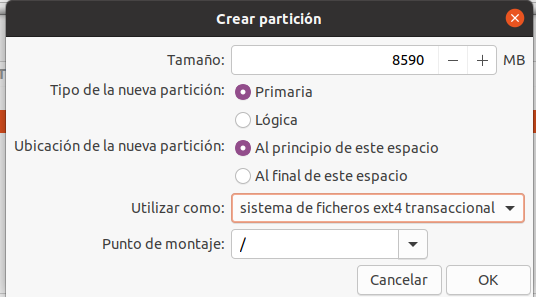 Crear partición
Tamaño: 8590 − + MB
Tipo de la nueva partición: Primaria
Lógica
Ubicación de la nueva partición: Al principio de este espacio
Al final de este espacio
Utilizar como: sistema de ficheros ext4 transaccional
Punto de montaje: /
Cancelar OK